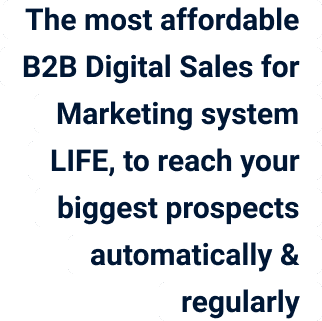 The most affordable
B2B Digital Sales for
Marketing system
LIFE, to reach your
biggest prospects
automatically &
regularly